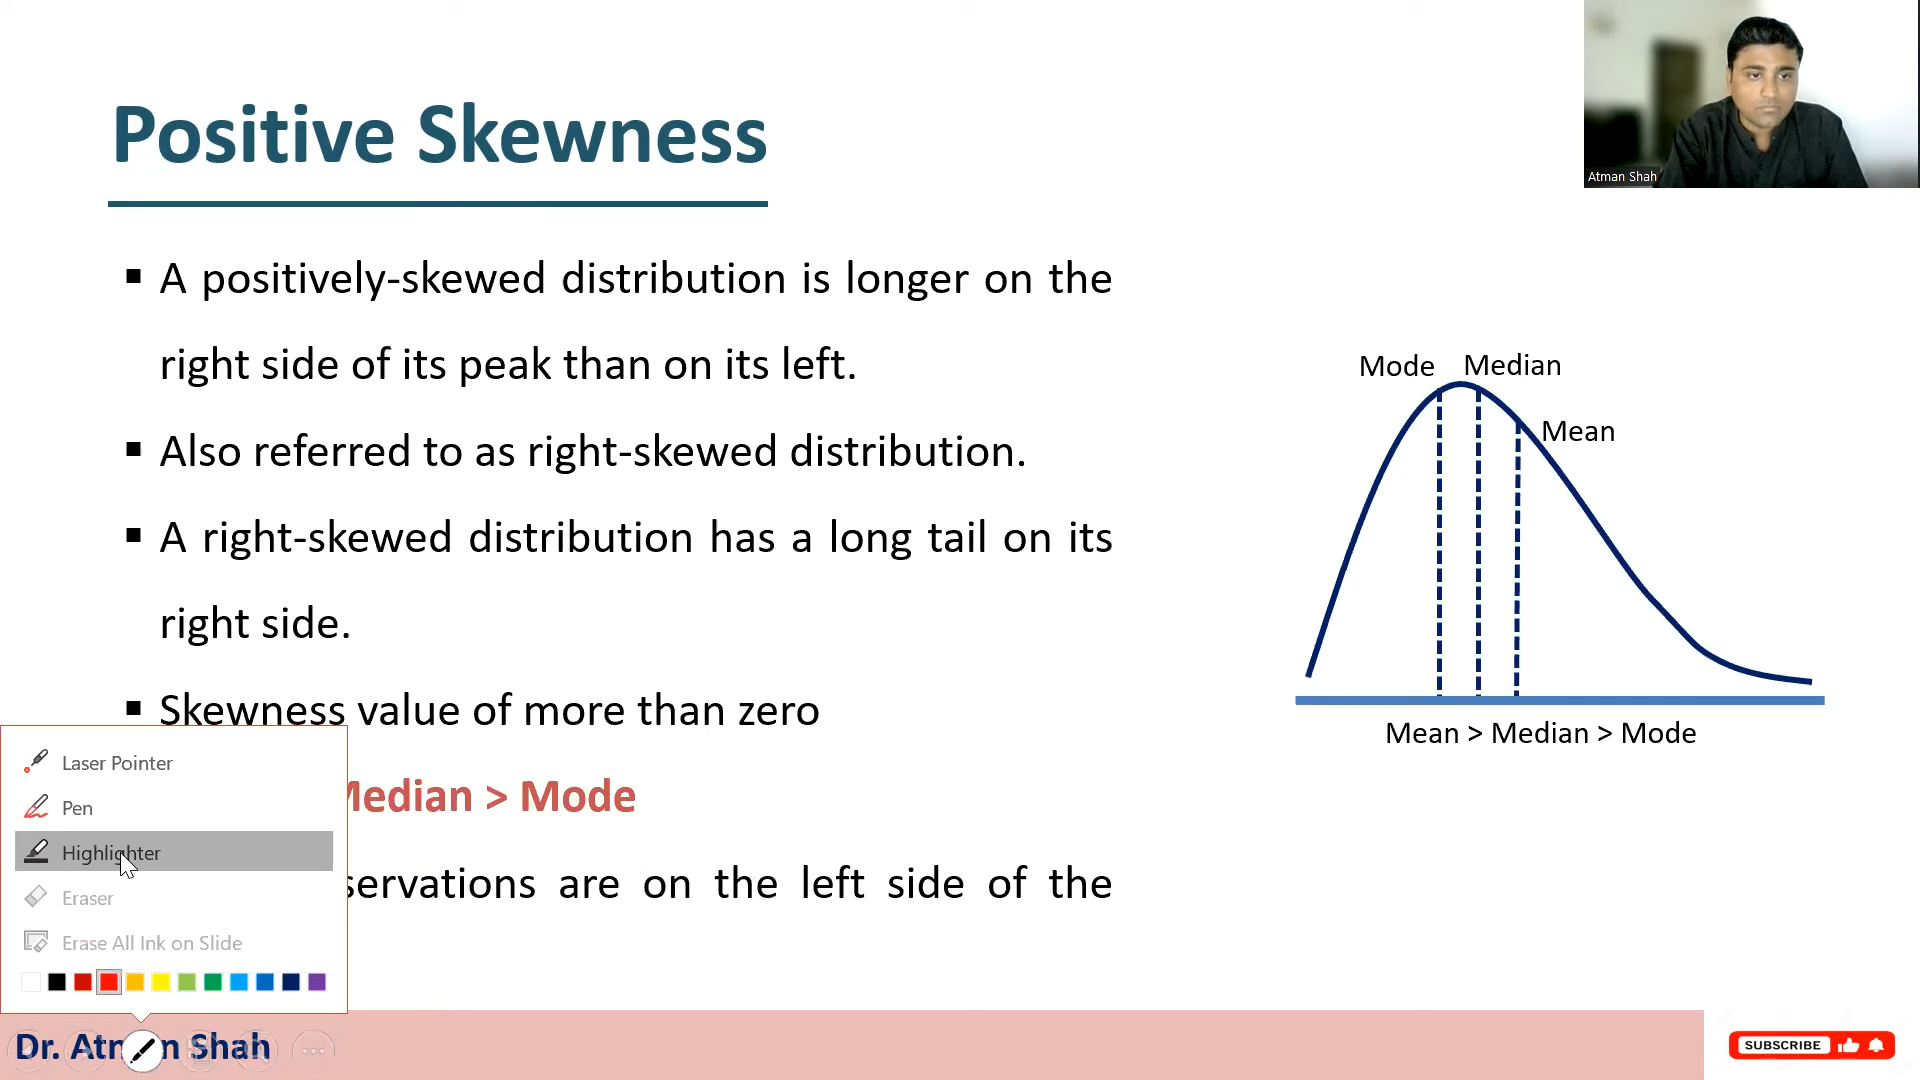 Positive Skewness
Atman Shah
▪ A positively-skewed distribution is longer on the
right side of its peak than on its left.
▪ Also referred to as right-skewed distribution.
▪ A right-skewed distribution has a long tail on its
right side.
▪ Skewness value of more than zero
Median > Mode
servations are on the left side of the
Mode Median
Mean
Mean > Median > Mode
Laser Pointer
Pen
Highlighter
Eraser
Erase All Ink on Slide
Dr. Shah
SUBSCRIBE